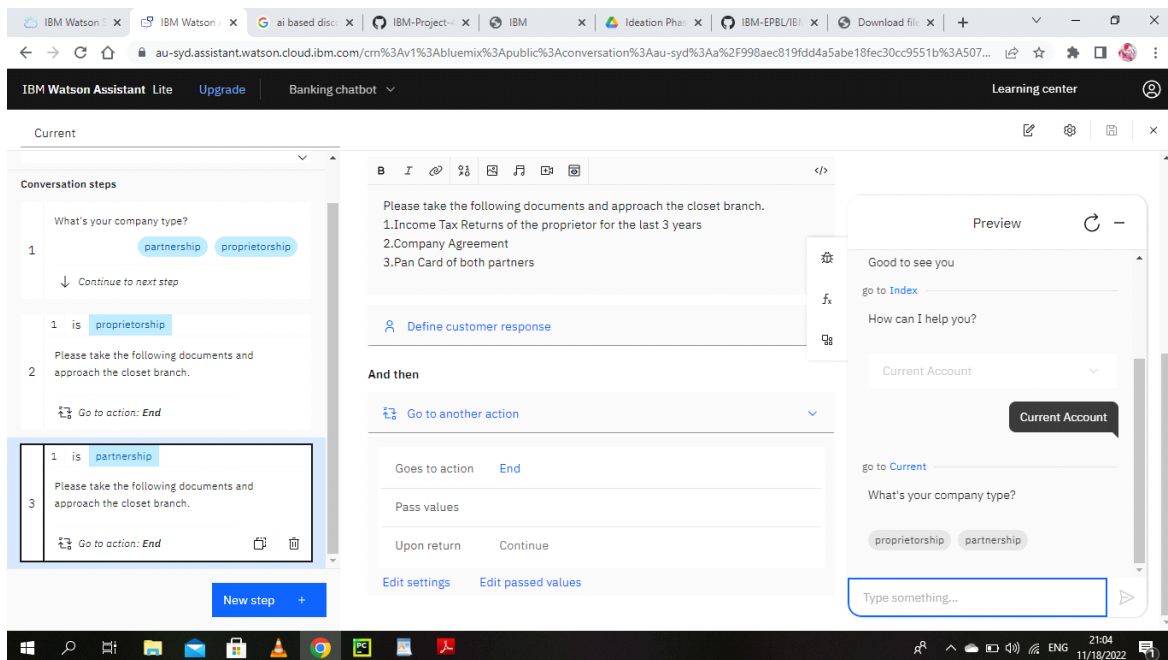 IBM Watson S
IBM Watson A
ai based disco
IBM-Project-4
IBM
Ideation Phas
IBM-EPBL/IBM
Download file
au-syd.assistant.watson.cloud.ibm.com/crn%3Av1%3Abluemix%3Apublic%3Aconversation%3Aau-syd%3Aa%2F998aec819fdd4a5abe18fec30cc9551b%3A507...
IBM Watson Assistant Lite
Upgrade
Banking chatbot
Learning center
Current
Conversation steps
1
What's your company type?
partnership
proprietorship
Continue to next step
2
1 is proprietorship
Please take the following documents and
approach the closet branch.
Go to action: End
3
1 is partnership
Please take the following documents and
approach the closet branch.
Go to action: End
New step +
B I
</>
Please take the following documents and approach the closet branch.
1.Income Tax Returns of the proprietor for the last 3 years
2.Company Agreement
3.Pan Card of both partners
Define customer response
And then
Go to another action
Goes to action End
Pass values
Upon return Continue
Edit settings Edit passed values
fx
Preview
Good to see you
go to Index
How can I help you?
Current Account
Current Account
go to Current
What's your company type?
proprietorship
partnership
Type something...
PC
ENG
21:04
11/18/2022
1